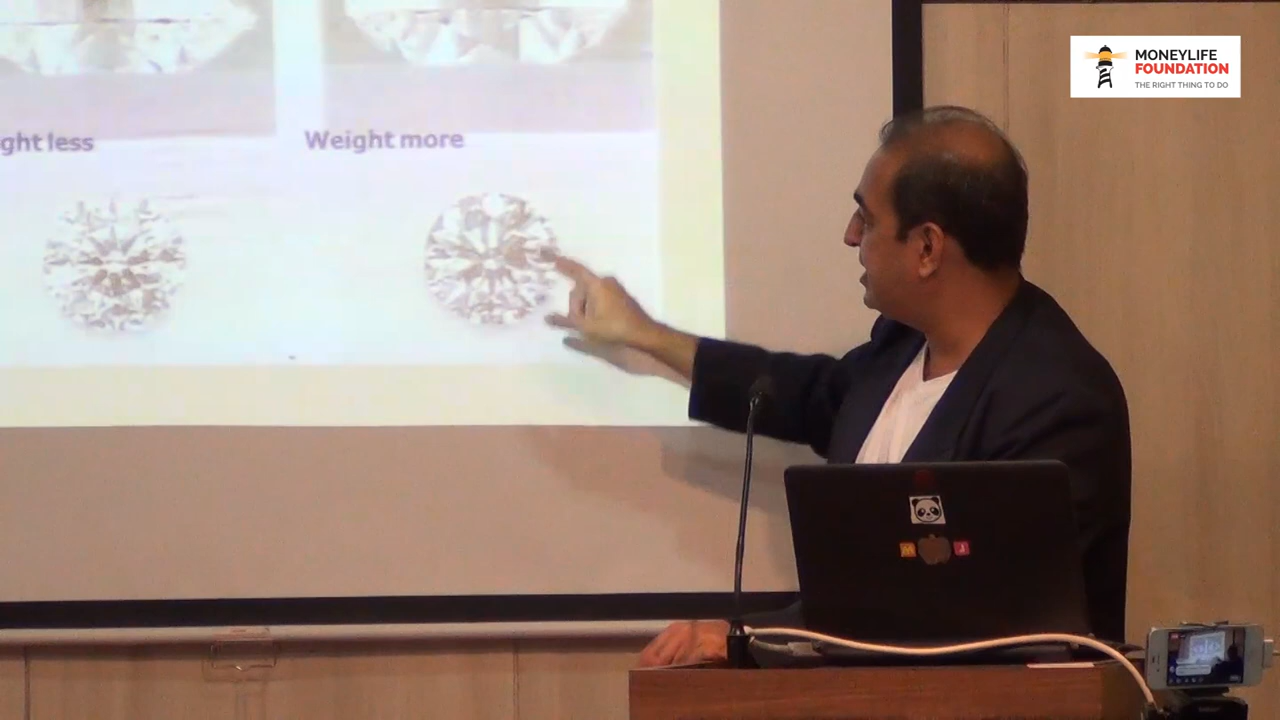 MONEYLIFE
FOUNDATION
THE RIGHT THING TO DO
ght less
Weight more
M
J